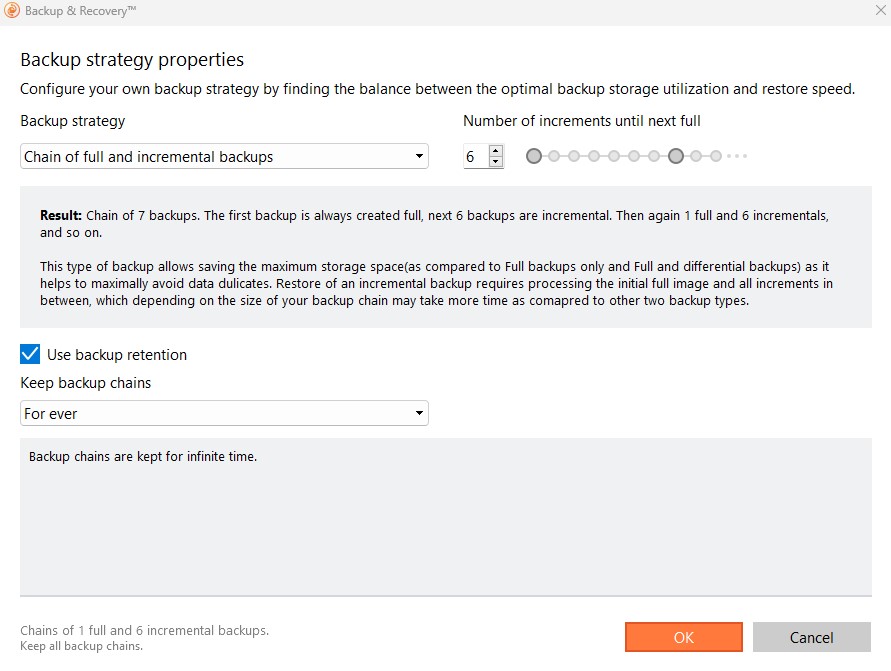 Backup & Recovery™
Backup strategy properties
Configure your own backup strategy by finding the balance between the optimal backup storage utilization and restore speed.
Backup strategy
Number of increments until next full
Chain of full and incremental backups
6
Result: Chain of 7 backups. The first backup is always created full, next 6 backups are incremental. Then again 1 full and 6 incrementals,
and so on.
This type of backup allows saving the maximum storage space(as compared to Full backups only and Full and differential backups) as it
helps to maximally avoid data dulicates. Restore of an incremental backup requires processing the initial full image and all increments in
between, which depending on the size of your backup chain may take more time as comapred to other two backup types.
Use backup retention
Keep backup chains
For ever
Backup chains are kept for infinite time.
Chains of 1 full and 6 incremental backups.
Keep all backup chains.
OK
Cancel